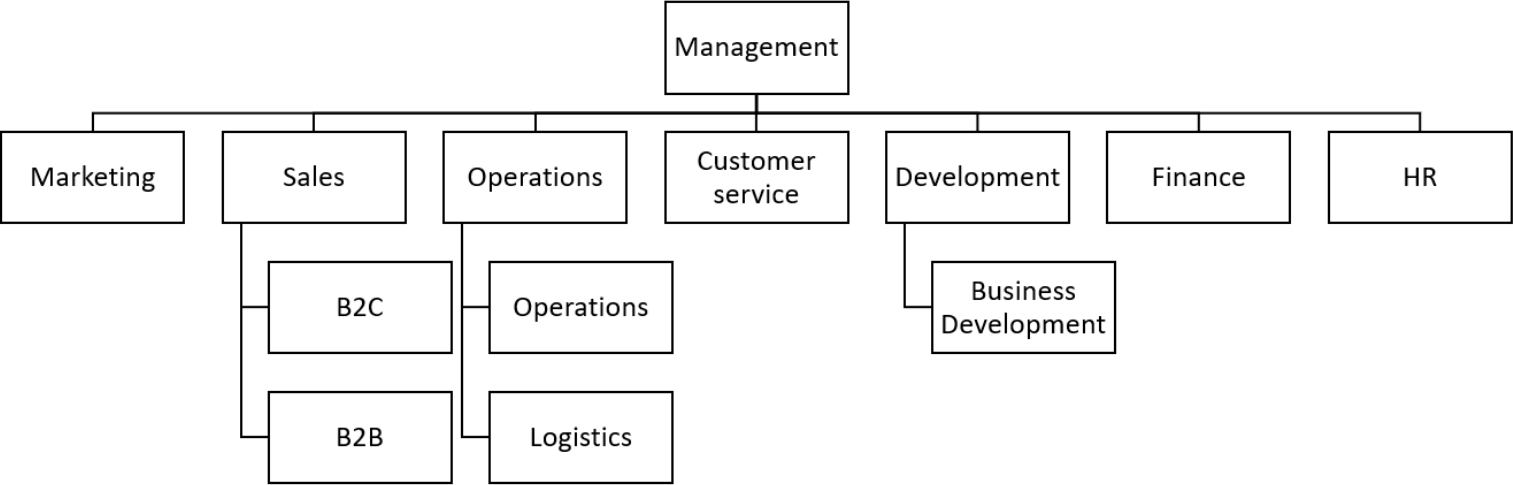 Management
Marketing
Sales
Operations
Customer
service
Development
Finance
HR
B2C
Operations
Business
Development
B2B
Logistics